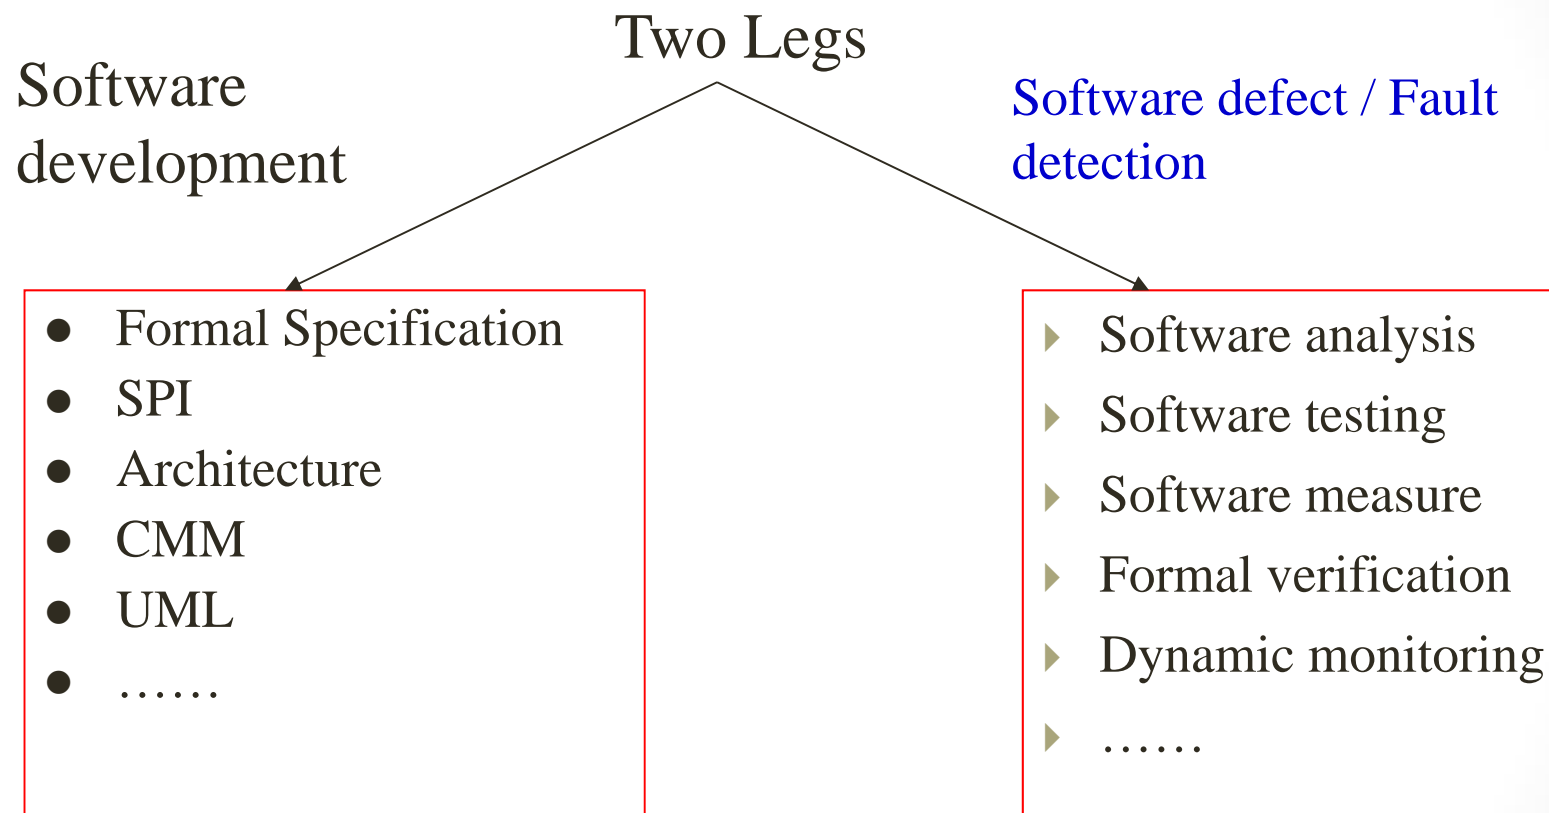 Two Legs
Software
development
Software defect / Fault
detection
● Formal Specification
● SPI
● Architecture
● CMM
● UML
● ……
Software analysis
Software testing
Software measure
Formal verification
Dynamic monitoring
……